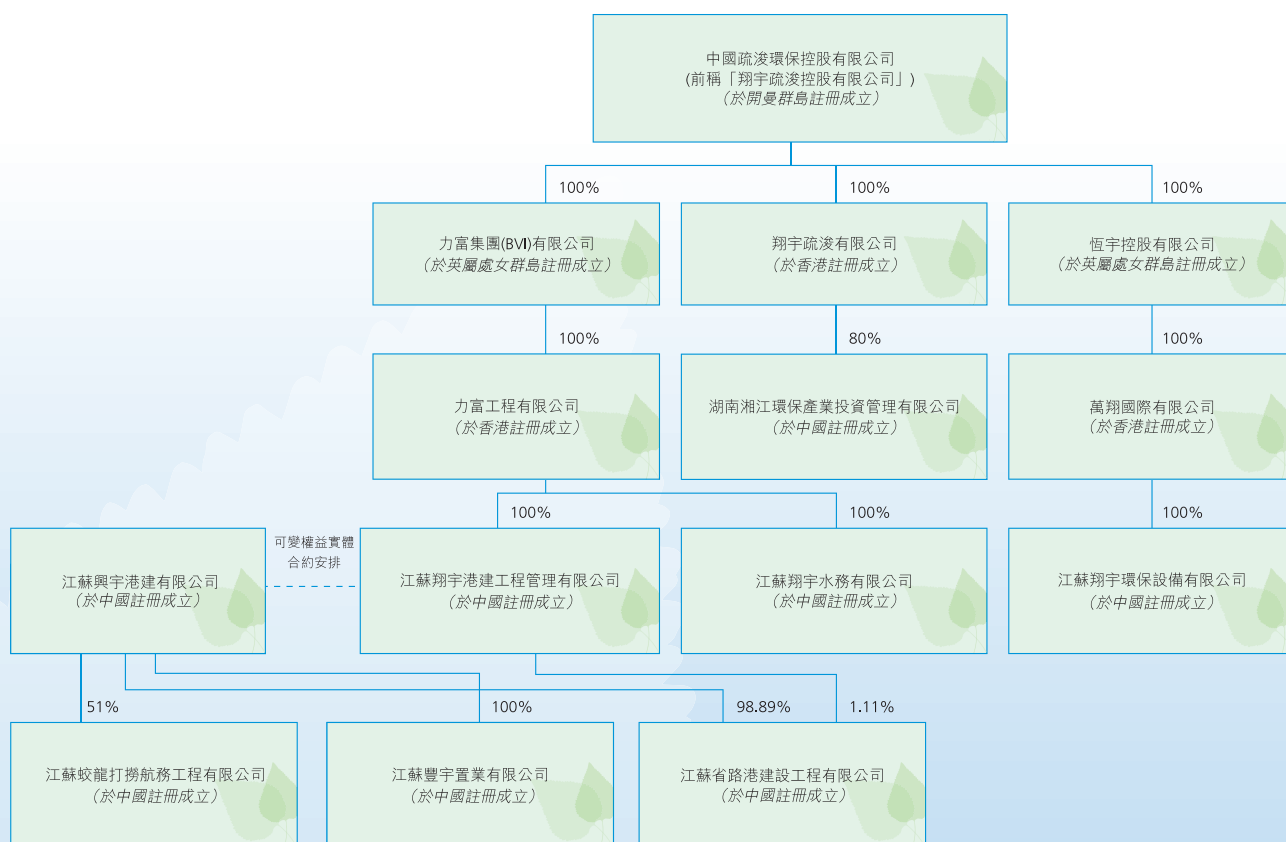 中國疏浚環保控股有限公司
(前稱「翔宇疏浚控股有限公司」)
（於開曼群島註冊成立）
100%
100%
100%
力富集團(BVI)有限公司
（於英屬處女群島註冊成立）
翔宇疏浚有限公司
（於香港註冊成立）
恆宇控股有限公司
（於英屬處女群島註冊成立）
100%
80%
100%
力富工程有限公司
（於香港註冊成立）
湖南湘江環保產業投資管理有限公司
（於中國註冊成立）
萬翔國際有限公司
（於香港註冊成立）
100%
100%
100%
可變權益實體
合約安排
江蘇興宇港建有限公司
（於中國註冊成立）
江蘇翔宇港建工程管理有限公司
（於中國註冊成立）
江蘇翔宇水務有限公司
（於中國註冊成立）
江蘇翔宇環保設備有限公司
（於中國註冊成立）
51%
100%
98.89%
1.11%
江蘇蛟龍打撈航務工程有限公司
（於中國註冊成立）
江蘇豐宇置業有限公司
（於中國註冊成立）
江蘇省路港建設工程有限公司
（於中國註冊成立）